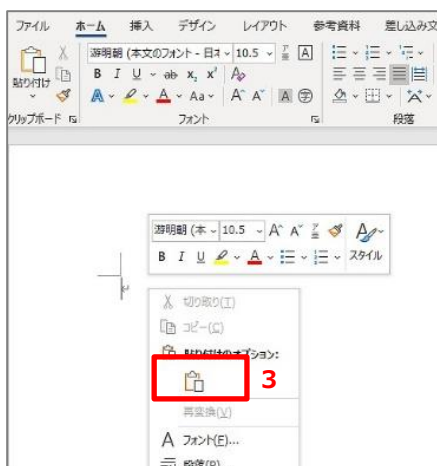 ファイル ホーム 挿入 デザイン レイアウト 参考資料 差し込み文
游明朝 (本文のフォント - 日本 10.5
貼り付け B I U ab x₂ x² A
A A Aa A^ A˅ A 字
クリップボード フォント 段落
游明朝 (本 10.5 A^ A˅
B I U A スタイル
切り取り(T)
コピー(C)
貼り付けのオプション:
3
再変換(V)
A フォント(F)...
段落(P)